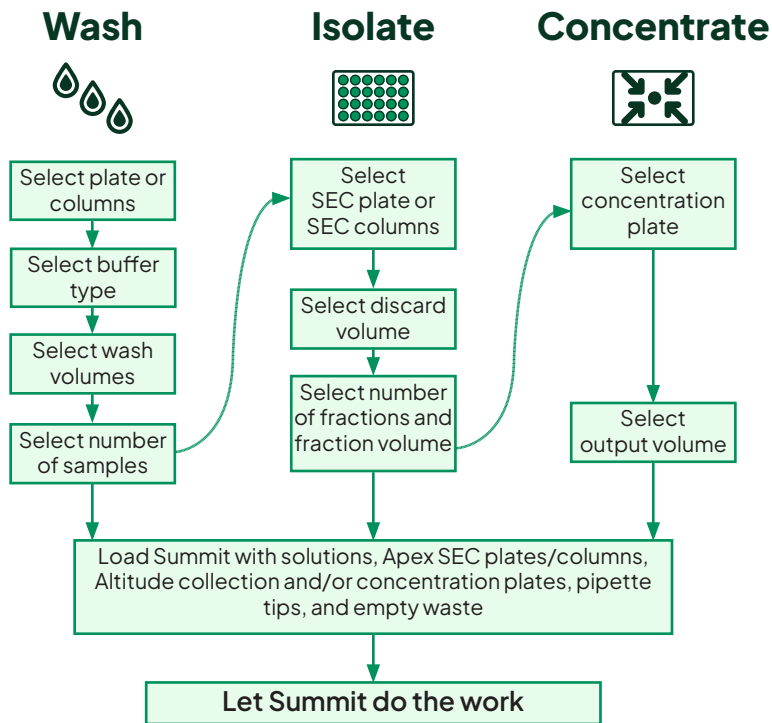 Wash
Isolate
Concentrate
Select plate or
columns
Select buffer
type
Select wash
volumes
Select number
of samples
Select
SEC plate or
SEC columns
Select discard
volume
Select number
of fractions and
fraction volume
Select
concentration
plate
Select
output volume
Load Summit with solutions, Apex SEC plates/columns,
Altitude collection and/or concentration plates, pipette
tips, and empty waste
Let Summit do the work